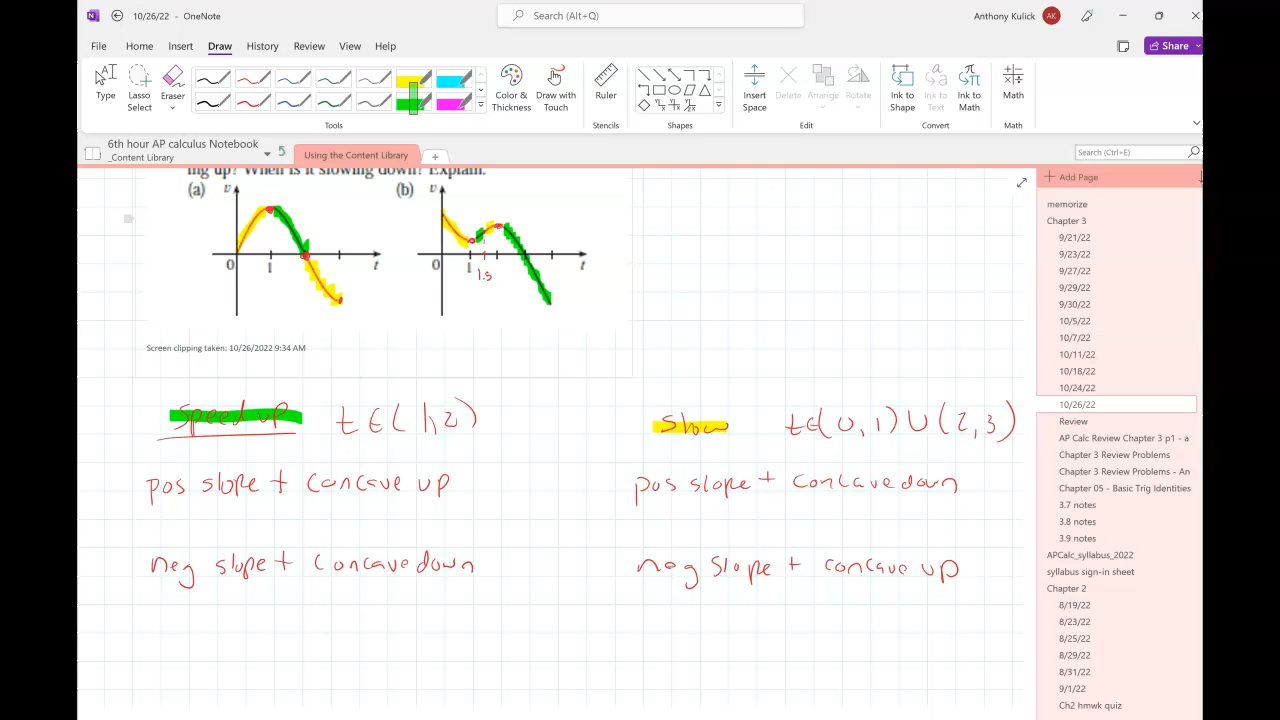 10/26/22 - OneNote
Search (Alt+Q)
Anthony Kulick
AK
File Home Insert Draw History Review View Help
Share
Type
Lasso Select
Eraser
Color & Thickness
Draw with Touch
Ruler
Insert Space
Delete
Arrange
Rotate
Ink to Shape
Ink to Text
Ink to Math
Math
Tools
Stencils
Shapes
Edit
Convert
Math
6th hour AP calculus Notebook
_Content Library
Using the Content Library
Search (Ctrl+E)
ing up? When is it slowing down? Explain.
(a) v
(b) v
0 1 t
0 1 t
1.5
Screen clipping taken: 10/26/2022 9:34 AM
Speed up t ∈ (1,2)
Slow t ∈ (0,1) ∪ (2,3)
pos slope + concave up
pos slope + concave down
neg slope + concave down
neg slope + concave up
Add Page
memorize
Chapter 3
9/21/22
9/23/22
9/27/22
9/29/22
9/30/22
10/5/22
10/7/22
10/11/22
10/18/22
10/24/22
10/26/22
Review
AP Calc Review Chapter 3 p1 - a
Chapter 3 Review Problems
Chapter 3 Review Problems - An
Chapter 05 - Basic Trig Identities
3.7 notes
3.8 notes
3.9 notes
APCalc_syllabus_2022
syllabus sign-in sheet
Chapter 2
8/19/22
8/23/22
8/25/22
8/29/22
8/31/22
9/1/22
Ch2 hmwk quiz